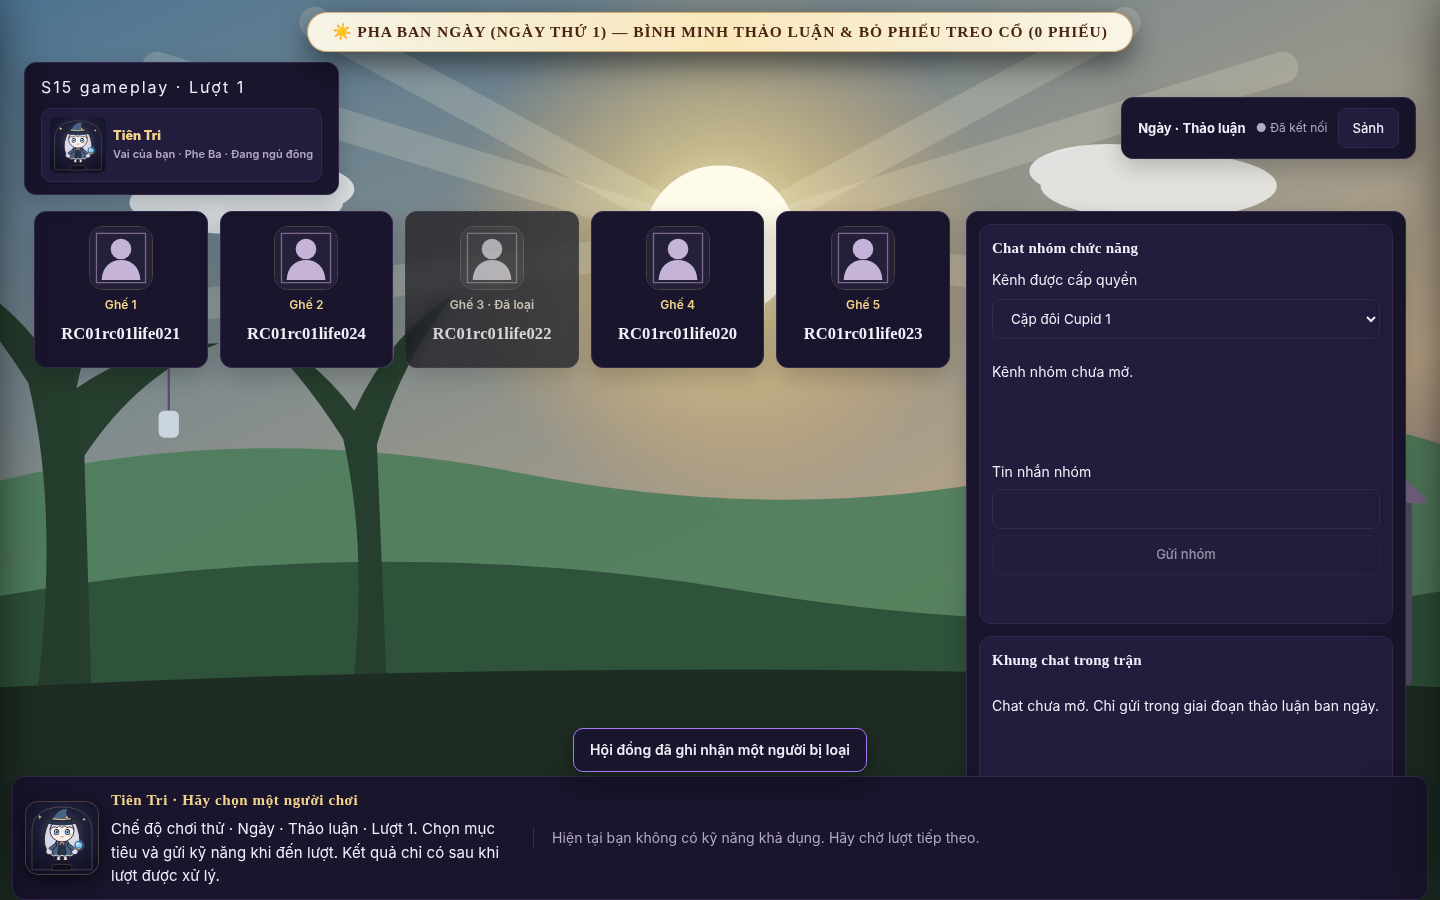 ☀️ PHA BAN NGÀY (NGÀY THỨ 1) — BÌNH MINH THẢO LUẬN & BỎ PHIẾU TREO CỔ (0 PHIẾU)
S15 gameplay · Lượt 1
Tiên Tri
Vai của bạn · Phe Ba · Đang ngủ đông
Ngày · Thảo luận
Đã kết nối
Sảnh
Ghế 1
RC01rc01life021
Ghế 2
RC01rc01life024
Ghế 3 · Đã loại
RC01rc01life022
Ghế 4
RC01rc01life020
Ghế 5
RC01rc01life023
Chat nhóm chức năng
Kênh được cấp quyền
Cặp đôi Cupid 1
Kênh nhóm chưa mở.
Tin nhắn nhóm
Gửi nhóm
Khung chat trong trận
Chat chưa mở. Chỉ gửi trong giai đoạn thảo luận ban ngày.
Hội đồng đã ghi nhận một người bị loại
Tiên Tri · Hãy chọn một người chơi
Chế độ chơi thử · Ngày · Thảo luận · Lượt 1. Chọn mục
tiêu và gửi kỹ năng khi đến lượt. Kết quả chỉ có sau khi
lượt được xử lý.
Hiện tại bạn không có kỹ năng khả dụng. Hãy chờ lượt tiếp theo.